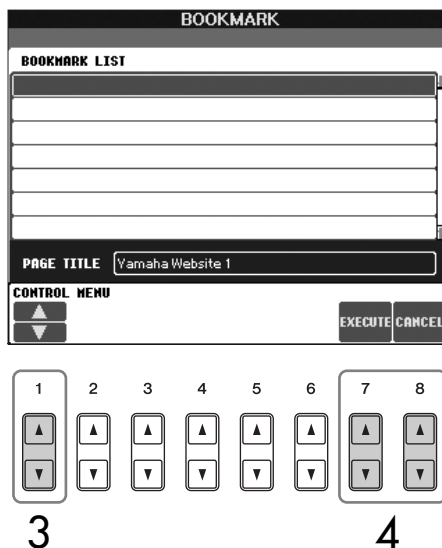 BOOKMARK
BOOKMARK LIST
PAGE TITLE Yamaha Website 1
CONTROL MENU
EXECUTE CANCEL
1 2 3 4 5 6 7 8
3 4